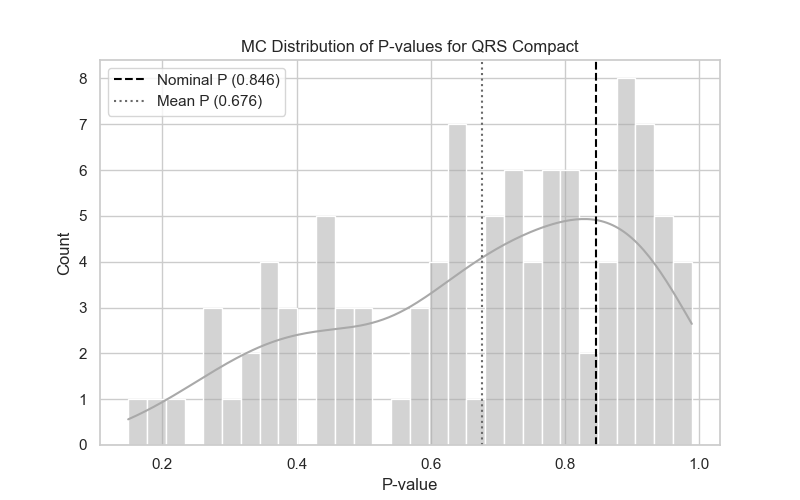 MC Distribution of P-values for QRS Compact
Nominal P (0.846)
Mean P (0.676)
8
7
6
5
4
3
2
1
0
Count
0.2 0.4 0.6 0.8 1.0
P-value